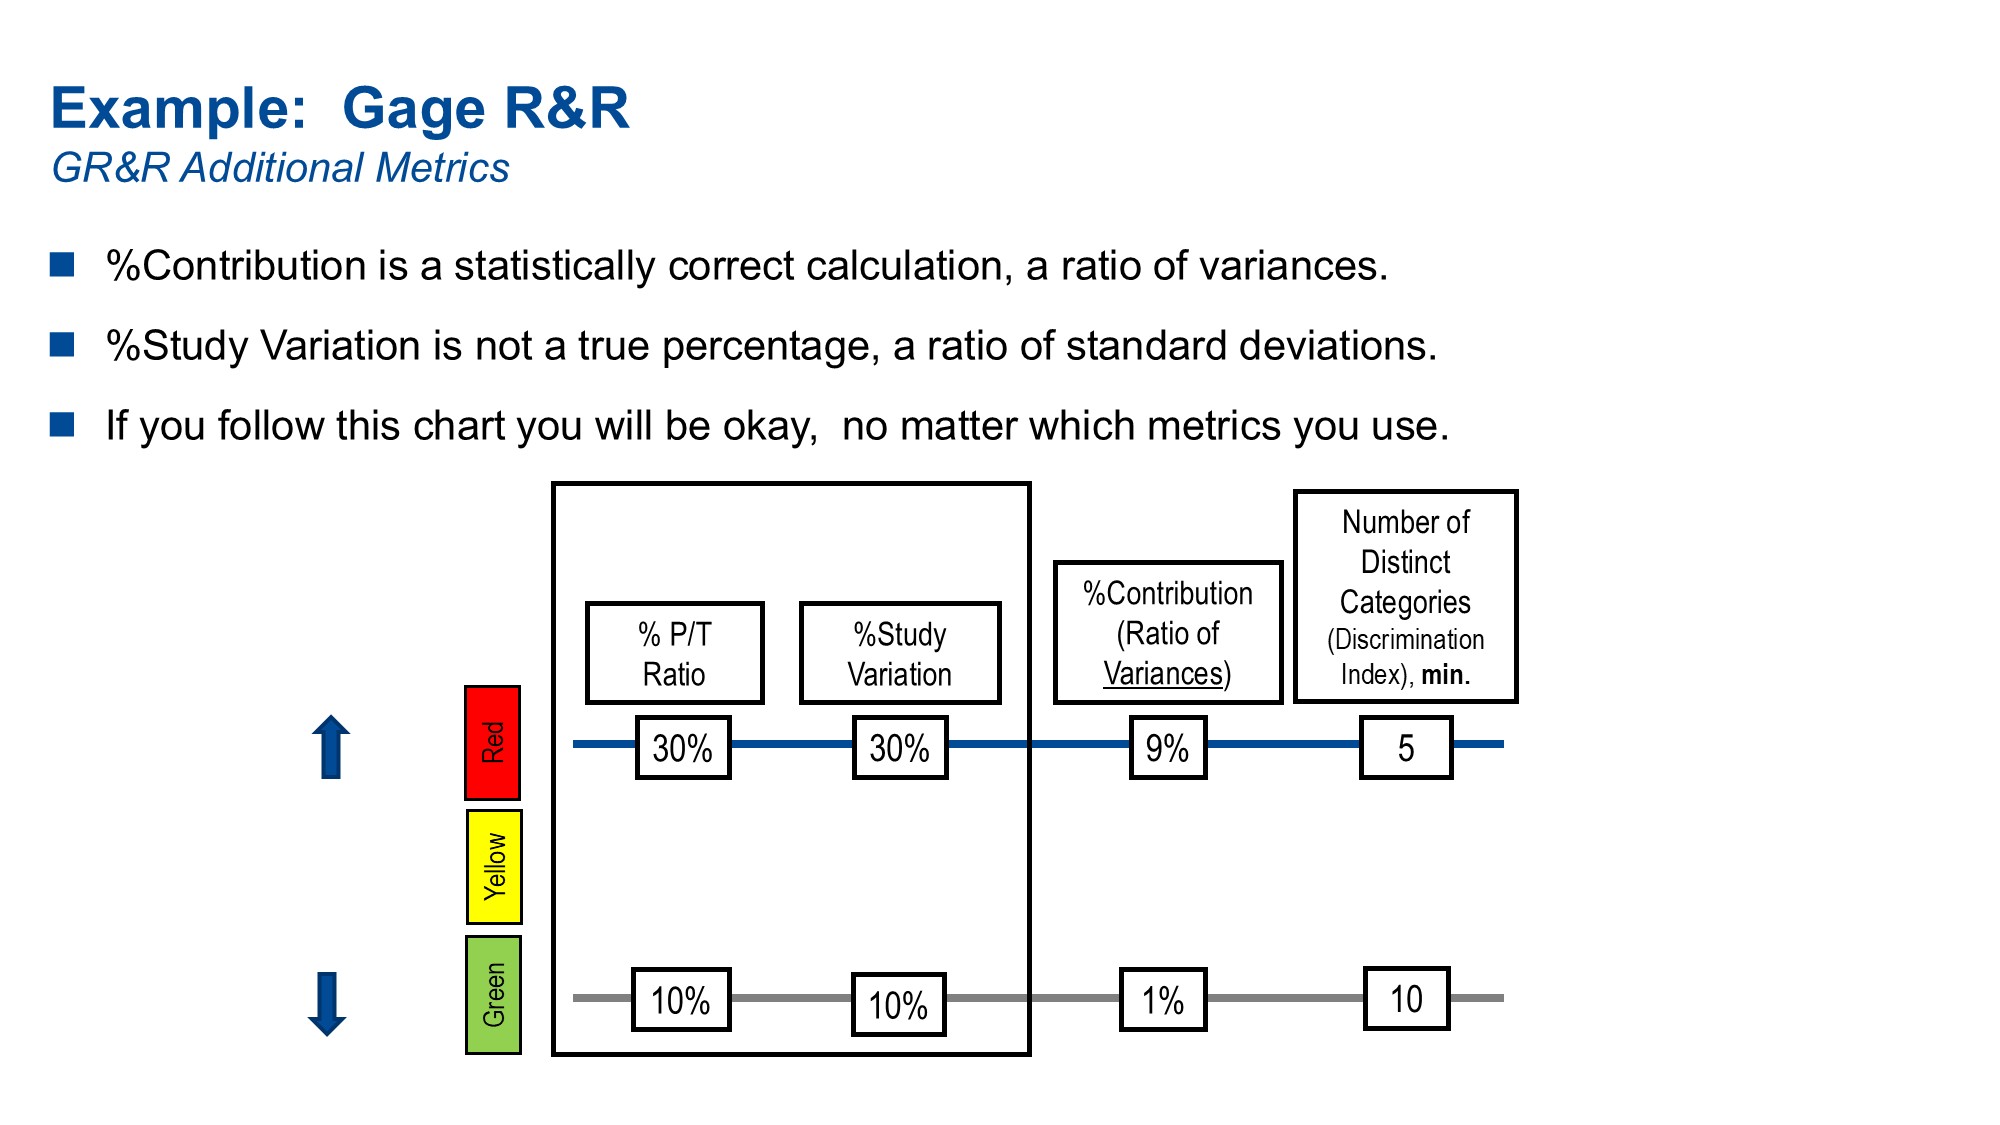 Example:  Gage R&R
GR&R Additional Metrics
%Contribution is a statistically correct calculation, a ratio of variances.
%Study Variation is not a true percentage, a ratio of standard deviations.
If you follow this chart you will be okay,  no matter which metrics you use.
% P/T
Ratio
%Study
Variation
%Contribution
(Ratio of
Variances)
Number of
Distinct
Categories
(Discrimination
Index), min.
Red
30%
30%
9%
5
Yellow
Green
10%
10%
1%
10